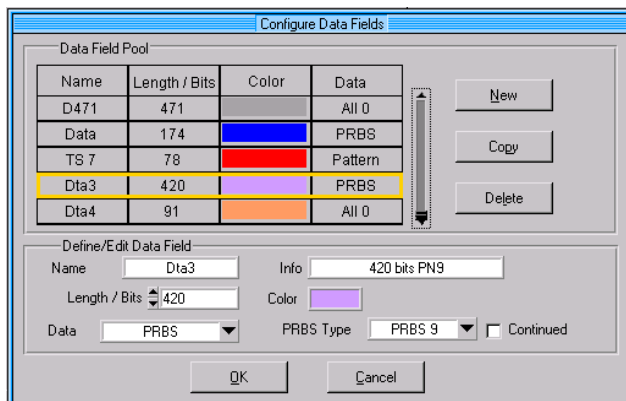 Configure Data Fields
Data Field Pool
Name Length / Bits Color Data
D471 471 All 0
Data 174 PRBS
TS 7 78 Pattern
Dta3 420 PRBS
Dta4 91 All 0
New
Copy
Delete
Define/Edit Data Field
Name Dta3 Info 420 bits PN9
Length / Bits 420 Color
Data PRBS PRBS Type PRBS 9 Continued
OK Cancel